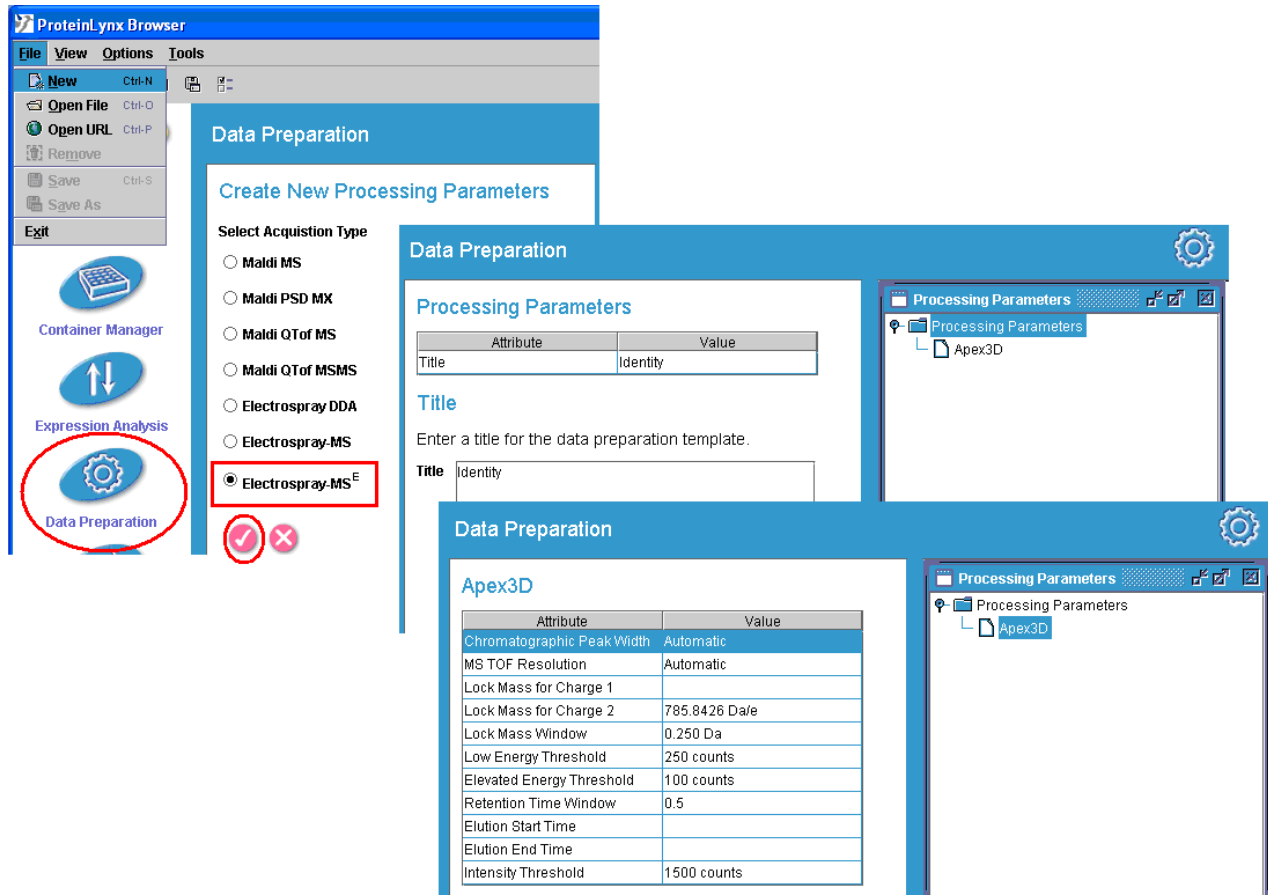 ProteinLynx Browser
File View Options Tools
New Ctrl-N
Open File Ctrl-O
Open URL Ctrl-P
Remove
Save Ctrl-S
Save As
Exit
Container Manager
Expression Analysis
Data Preparation
Data Preparation
Create New Processing Parameters
Select Acquistion Type
Maldi MS
Maldi PSD MX
Maldi QTof MS
Maldi QTof MSMS
Electrospray DDA
Electrospray-MS
Electrospray-MSE
Data Preparation
Processing Parameters
Attribute Value
Title Identity
Title
Enter a title for the data preparation template.
Title Identity
Processing Parameters
Processing Parameters
Apex3D
Data Preparation
Apex3D
Attribute Value
Chromatographic Peak Width Automatic
MS TOF Resolution Automatic
Lock Mass for Charge 1
Lock Mass for Charge 2 785.8426 Da/e
Lock Mass Window 0.250 Da
Low Energy Threshold 250 counts
Elevated Energy Threshold 100 counts
Retention Time Window 0.5
Elution Start Time
Elution End Time
Intensity Threshold 1500 counts
Processing Parameters
Processing Parameters
Apex3D